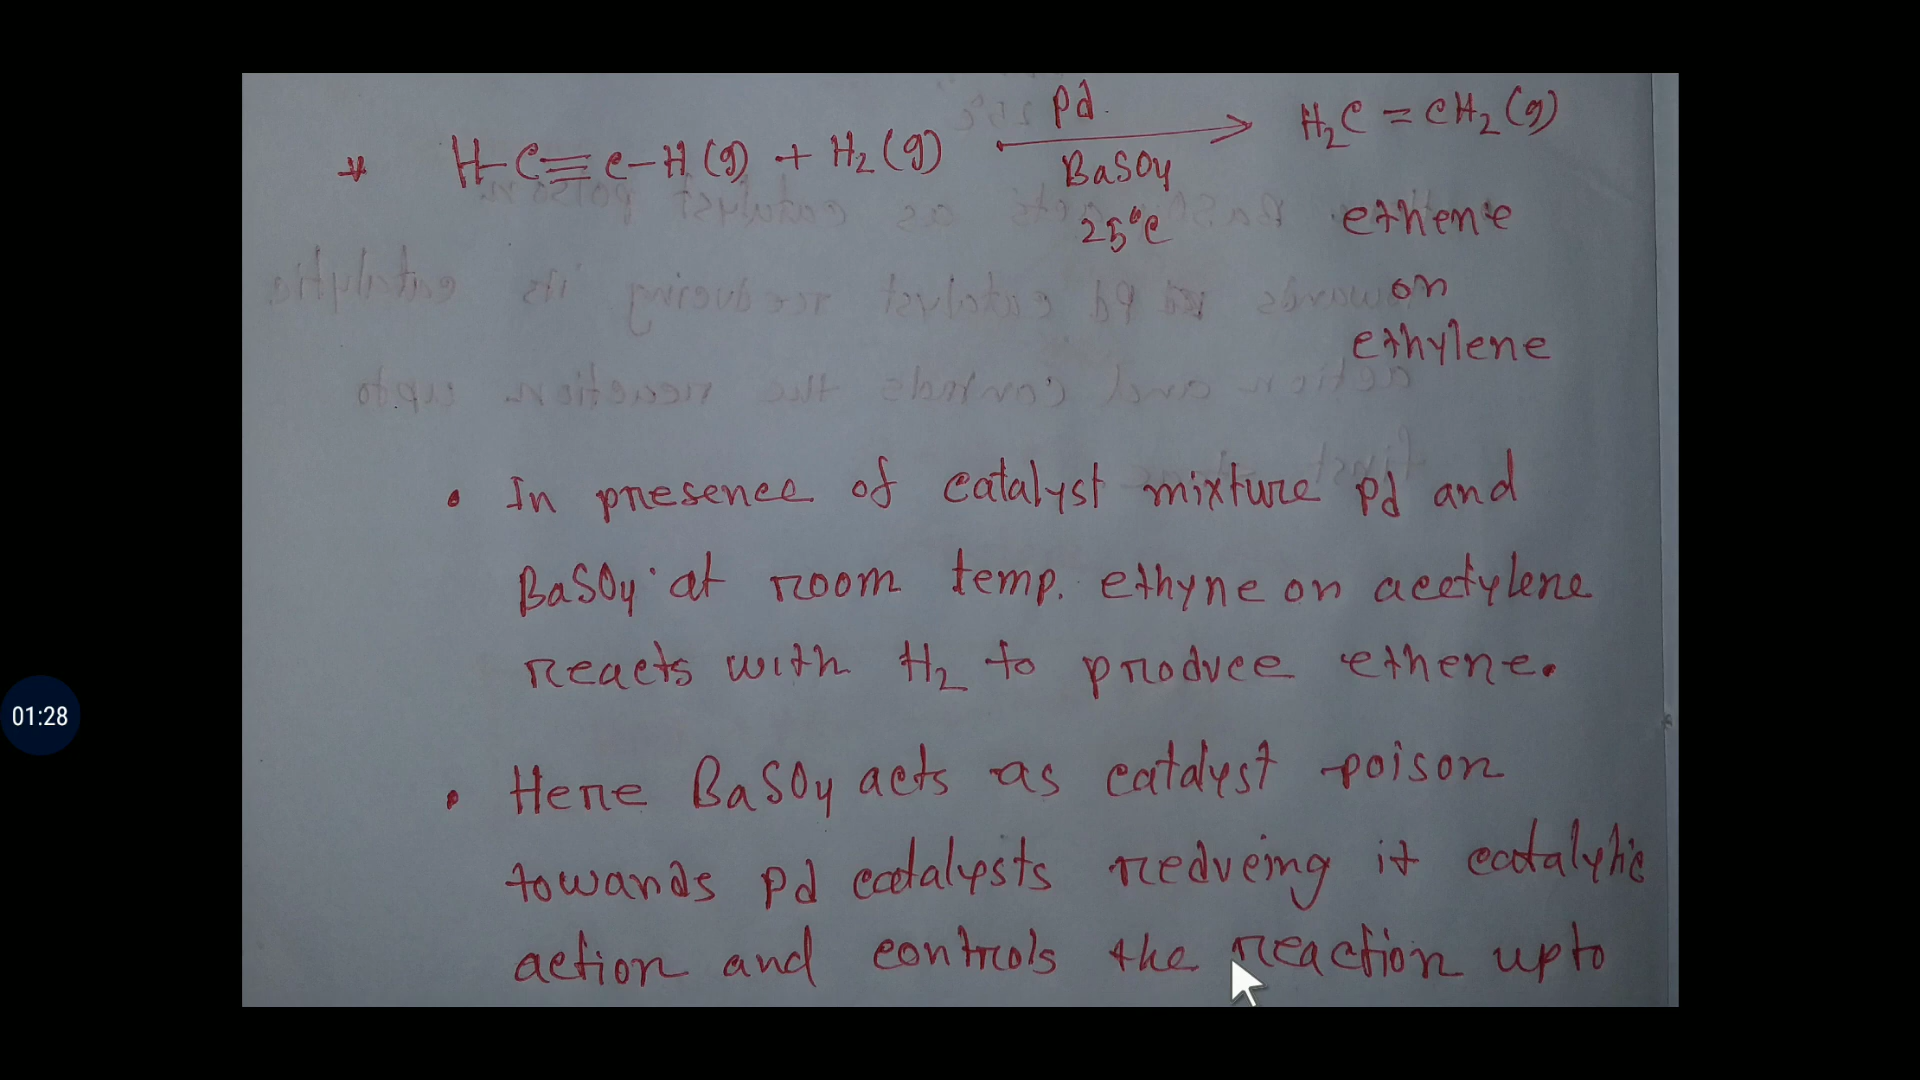 * H-C≡C-H(g) + H₂(g) Pd. BaSO₄ 25°C → H₂C=CH₂(g)
ethene
or
ethylene
• In presence of catalyst mixture Pd and
BaSO₄ at room temp. ethyne or acetylene
reacts with H₂ to produce ethene.
• Here BaSO₄ acts as catalyst poison
towards Pd catalysts reduceing it catalytic
action and controls the reaction upto
01:28